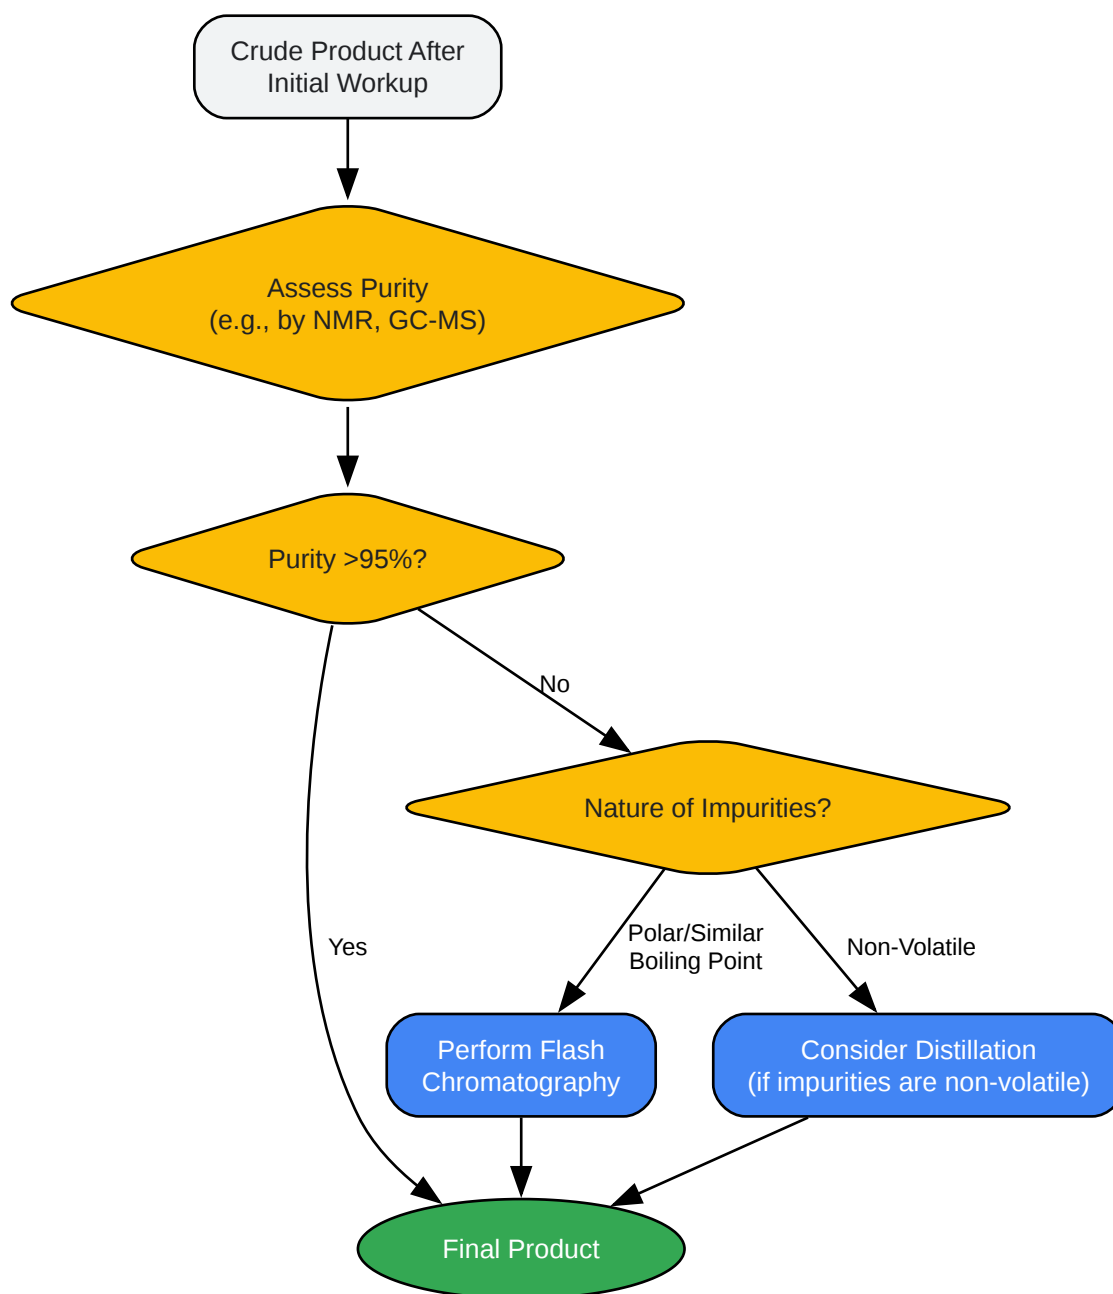 Crude Product After
Initial Workup
Assess Purity
(e.g., by NMR, GC-MS)
Purity >95%?
No
Nature of Impurities?
Yes
Polar/Similar
Boiling Point
Non-Volatile
Perform Flash
Chromatography
Consider Distillation
(if impurities are non-volatile)
Final Product